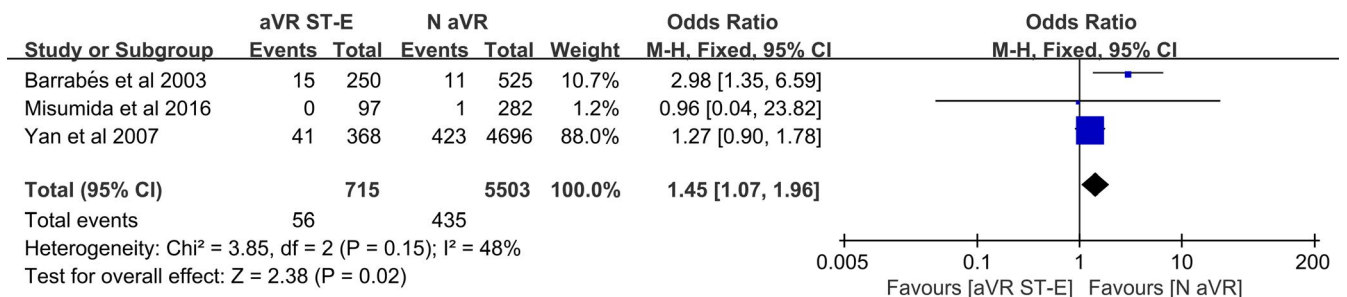 aVR ST-E N aVR Odds Ratio Odds Ratio
Study or Subgroup Events Total Events Total Weight M-H, Fixed, 95% CI M-H, Fixed, 95% CI
Barrabés et al 2003 15 250 11 525 10.7% 2.98 [1.35, 6.59]
Misumida et al 2016 0 97 1 282 1.2% 0.96 [0.04, 23.82]
Yan et al 2007 41 368 423 4696 88.0% 1.27 [0.90, 1.78]
Total (95% CI) 715 5503 100.0% 1.45 [1.07, 1.96]
Total events 56 435
Heterogeneity: Chi² = 3.85, df = 2 (P = 0.15); I² = 48%
Test for overall effect: Z = 2.38 (P = 0.02)
0.005 0.1 1 10 200
Favours [aVR ST-E] Favours [N aVR]